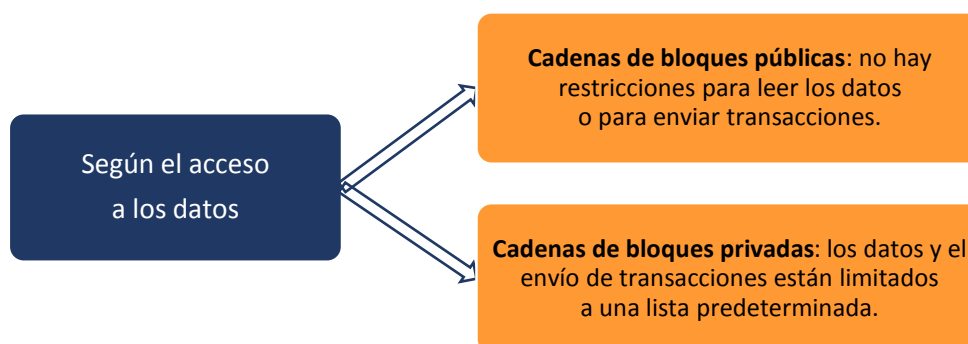 Según el acceso
a los datos
Cadenas de bloques públicas: no hay
restricciones para leer los datos
o para enviar transacciones.
Cadenas de bloques privadas: los datos y el
envío de transacciones están limitados
a una lista predeterminada.